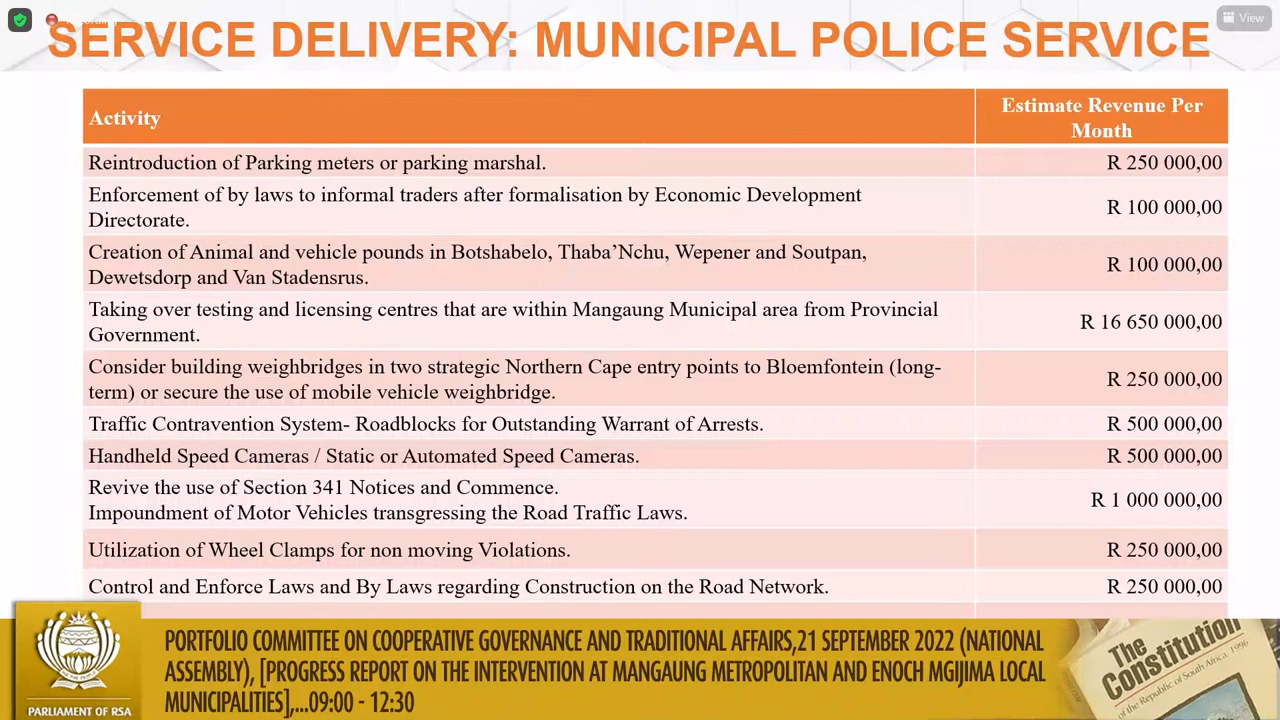 View
SERVICE DELIVERY: MUNICIPAL POLICE SERVICE
Activity
Estimate Revenue Per
Month
Reintroduction of Parking meters or parking marshal.
R 250 000,00
Enforcement of by laws to informal traders after formalisation by Economic Development
Directorate.
R 100 000,00
Creation of Animal and vehicle pounds in Botshabelo, Thaba’Nchu, Wepener and Soutpan,
Dewetsdorp and Van Stadensrus.
R 100 000,00
Taking over testing and licensing centres that are within Mangaung Municipal area from Provincial
Government.
R 16 650 000,00
Consider building weighbridges in two strategic Northern Cape entry points to Bloemfontein (long-
term) or secure the use of mobile vehicle weighbridge.
R 250 000,00
Traffic Contravention System- Roadblocks for Outstanding Warrant of Arrests.
R 500 000,00
Handheld Speed Cameras / Static or Automated Speed Cameras.
R 500 000,00
Revive the use of Section 341 Notices and Commence.
Impoundment of Motor Vehicles transgressing the Road Traffic Laws.
R 1 000 000,00
Utilization of Wheel Clamps for non moving Violations.
R 250 000,00
Control and Enforce Laws and By Laws regarding Construction on the Road Network.
R 250 000,00
PORTFOLIO COMMITTEE ON COOPERATIVE GOVERNANCE AND TRADITIONAL AFFAIRS,21 SEPTEMBER 2022 (NATIONAL
ASSEMBLY), [PROGRESS REPORT ON THE INTERVENTION AT MANGAUNG METROPOLITAN AND ENOCH MGIJIMA LOCAL
MUNICIPALITIES],...09:00 - 12:30
PARLIAMENT OF RSA
The
Constitution
of the Republic of South Africa, 1996